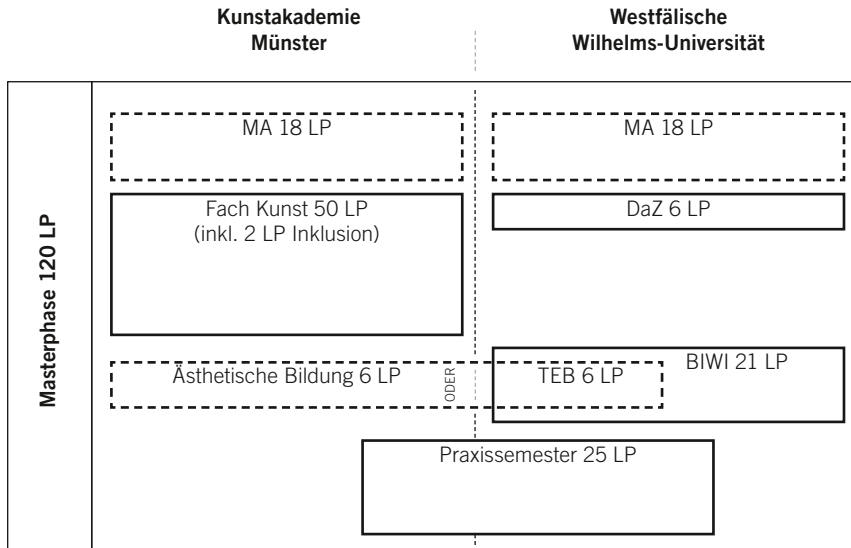 Kunstakademie
Münster
Westfälische
Wilhelms-Universität
Masterphase 120 LP
MA 18 LP
MA 18 LP
Fach Kunst 50 LP
(inkl. 2 LP Inklusion)
DaZ 6 LP
BIWI 21 LP
Ästhetische Bildung 6 LP
ODER
TEB 6 LP
Praxissemester 25 LP